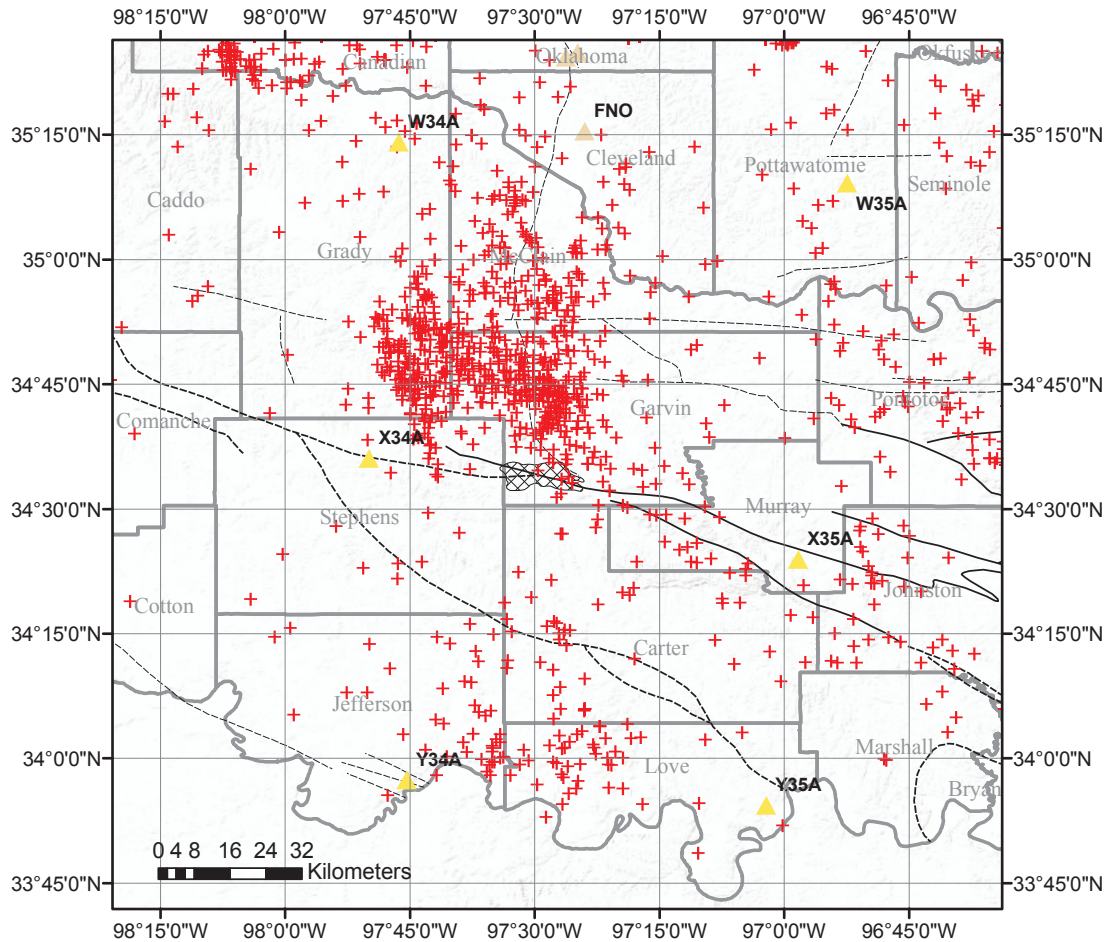 98°15'0"W 98°0'0"W 97°45'0"W 97°30'0"W 97°15'0"W 97°0'0"W 96°45'0"W
Canadian Oklahoma
W34A FNO
35°15'0"N 35°15'0"N
Cleveland Pottawatomie
Caddo W35A Seminole
Grady McClain
35°0'0"N 35°0'0"N
34°45'0"N 34°45'0"N
Comanche Garvin Pontotoc
X34A
34°30'0"N Stephens Murray 34°30'0"N
X35A
Cotton Johnston
34°15'0"N 34°15'0"N
Carter
Jefferson
34°0'0"N Y34A Love Marshall 34°0'0"N
Y35A Bryan
0 4 8 16 24 32
Kilometers
33°45'0"N 33°45'0"N
98°15'0"W 98°0'0"W 97°45'0"W 97°30'0"W 97°15'0"W 97°0'0"W 96°45'0"W